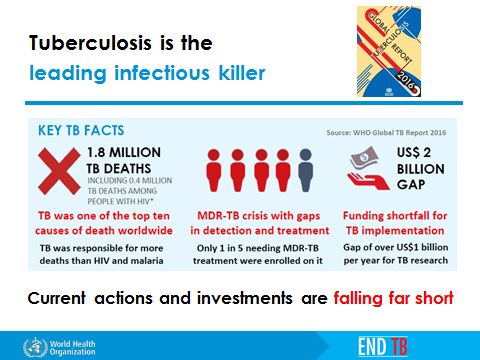 Tuberculosis is the
leading infectious killer
GLOBAL
TUBERCULOSIS
REPORT
2016
KEY TB FACTS
Source: WHO Global TB Report 2016
1.8 MILLION
TB DEATHS
INCLUDING 0.4 MILLION
TB DEATHS AMONG
PEOPLE WITH HIV*
TB was one of the top ten
causes of death worldwide
TB was responsible for more
deaths than HIV and malaria
MDR-TB crisis with gaps
in detection and treatment
Only 1 in 5 needing MDR-TB
treatment were enrolled on it
US$ 2
BILLION
GAP
Funding shortfall for
TB implementation
Gap of over US$1 billion
per year for TB research
Current actions and investments are falling far short
World Health
Organization
END TB